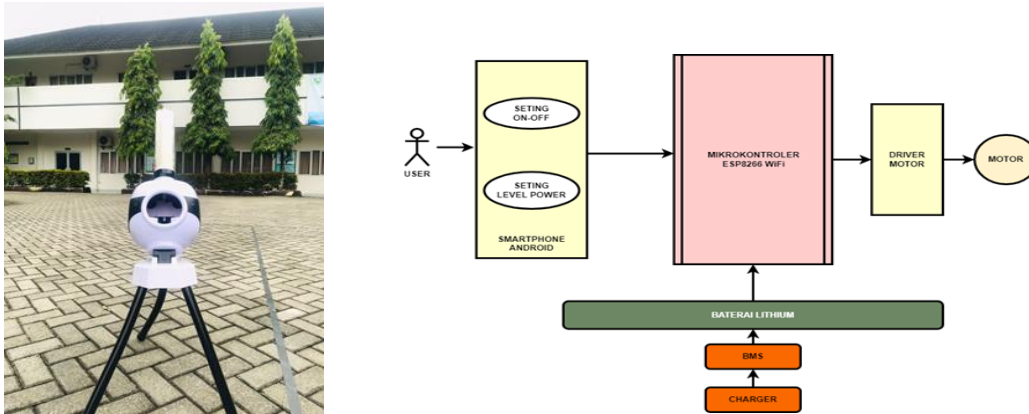 SETING
ON-OFF
USER
SETING
LEVEL POWER
SMARTPHONE
ANDROID
MIKROKONTROLER
ESP8266 WiFi
DRIVER
MOTOR
MOTOR
BATERAI LITHIUM
BMS
CHARGER